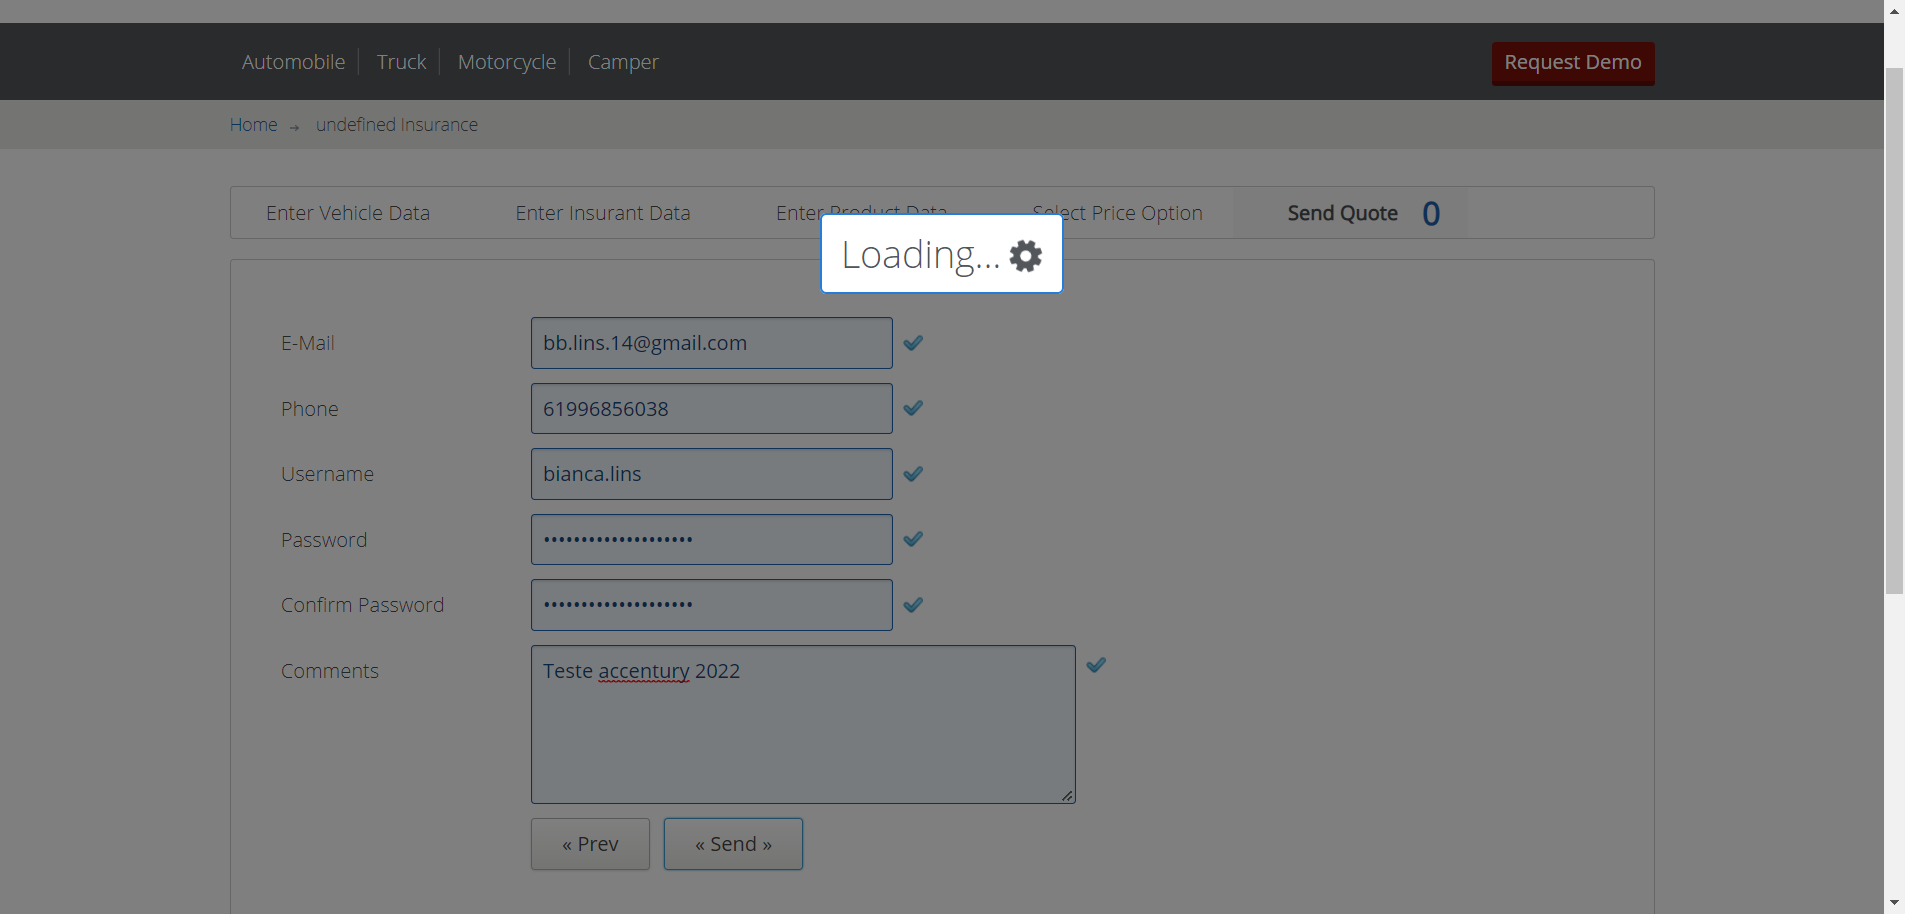 Automobile Truck Motorcycle Camper Request Demo
Home → undefined Insurance
Enter Vehicle Data Enter Insurant Data Enter Product Data Select Price Option Send Quote 0
Loading...
E-Mail bb.lins.14@gmail.com
Phone 61996856038
Username bianca.lins
Password ••••••••••••••••••••
Confirm Password ••••••••••••••••••••
Comments Teste accentury 2022
« Prev « Send »